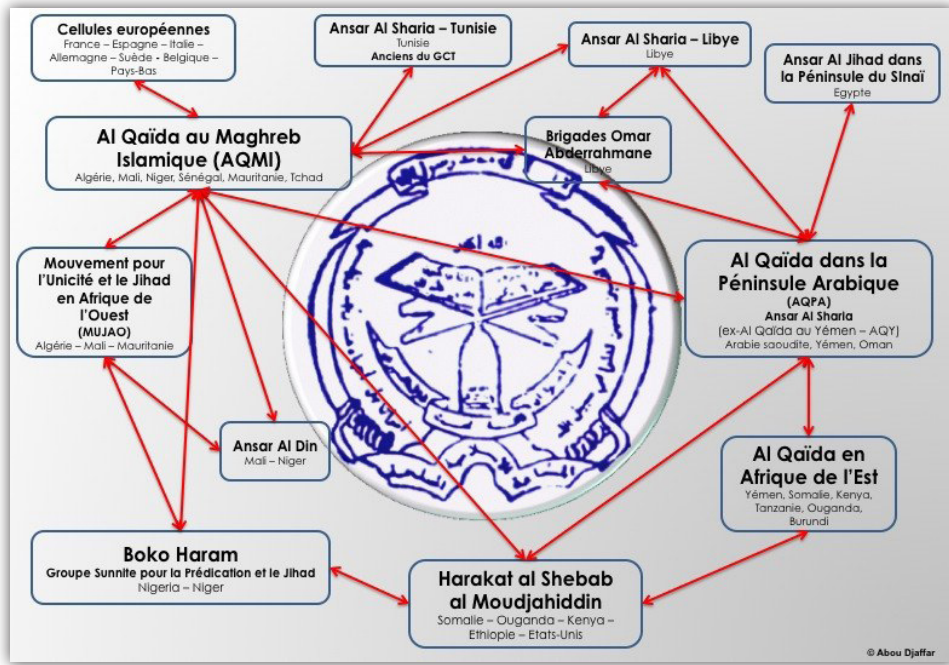 Cellules européennes
France – Espagne – Italie –
Allemagne – Suède - Belgique –
Pays-Bas
Ansar Al Sharia – Tunisie
Tunisie
Anciens du GCT
Ansar Al Sharia – Libye
Libye
Ansar Al Jihad dans
la Péninsule du SInaï
Egypte
Al Qaïda au Maghreb
Islamique (AQMI)
Algérie, Mali, Niger, Sénégal, Mauritanie, Tchad
Brigades Omar
Abderrahmane
Libye
Mouvement pour
l'Unicité et le Jihad
en Afrique de
l'Ouest
(MUJAO)
Algérie – Mali – Mauritanie
Al Qaïda dans la
Péninsule Arabique
(AQPA)
Ansar Al Sharia
(ex-Al Qaïda au Yémen – AQY)
Arabie saoudite, Yémen, Oman
Ansar Al Din
Mali – Niger
Al Qaïda en
Afrique de l'Est
Yémen, Somalie, Kenya,
Tanzanie, Ouganda,
Burundi
Boko Haram
Groupe Sunnite pour la Prédication et le Jihad
Nigeria – Niger
Harakat al Shebab
al Moudjahiddin
Somalie – Ouganda – Kenya –
Ethiopie – Etats-Unis
© Abou Djaffar